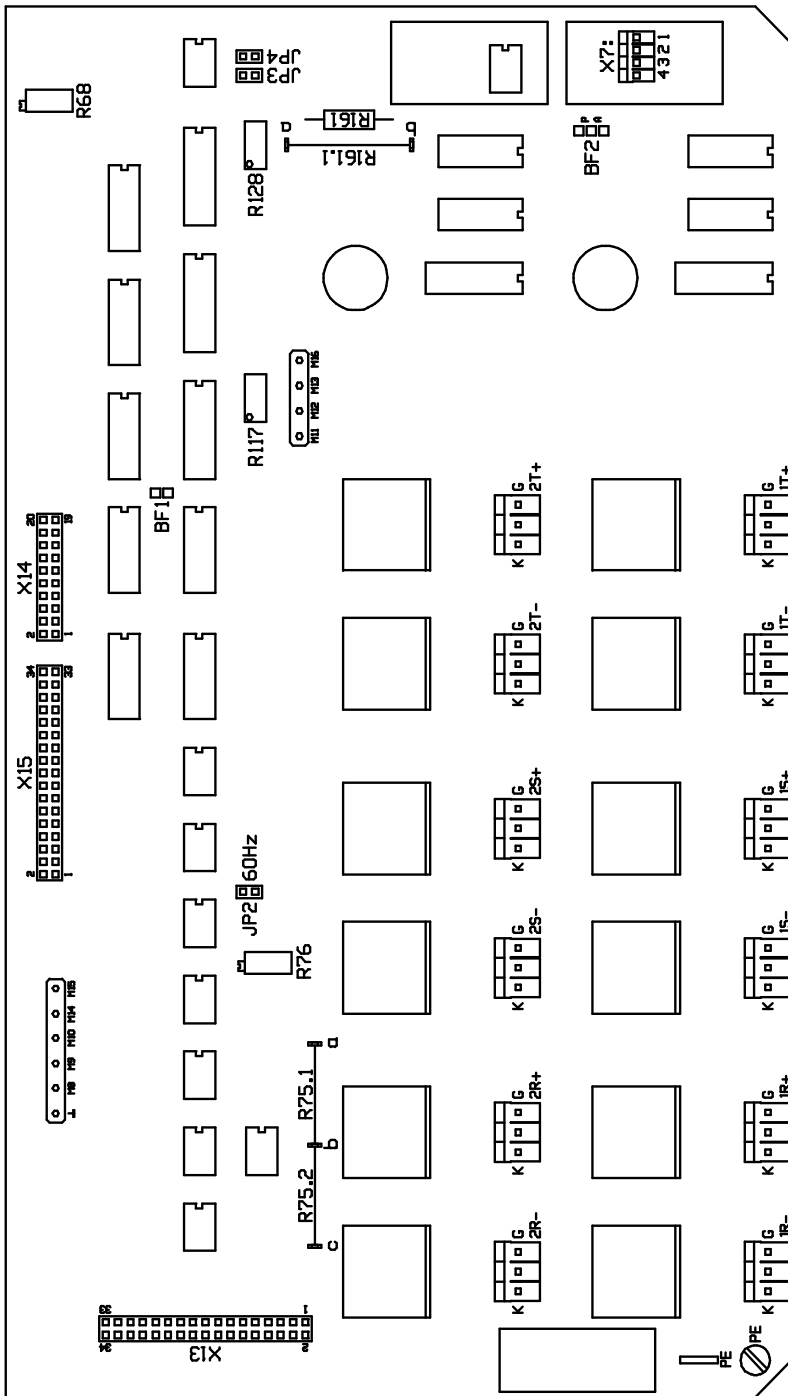 JP4
JP3
X7:
4321
R68
a
R161
b
R161.1
P
A
BF2
R128
M16
M13
M12
M11
R117
20
19
X14
2
1
BF1
G
2T+
K
G
1T+
K
34
33
X15
2
1
G
2T-
K
G
1T-
K
G
2S+
K
G
1S+
K
JP2
60Hz
R76
G
2S-
K
G
1S-
K
M15
M14
M10
M9
M8
⊥
a
R75.1
b
R75.2
c
G
2R+
K
G
1R+
K
G
2R-
K
G
1R-
K
33
1
34
2
X13
PE
PE